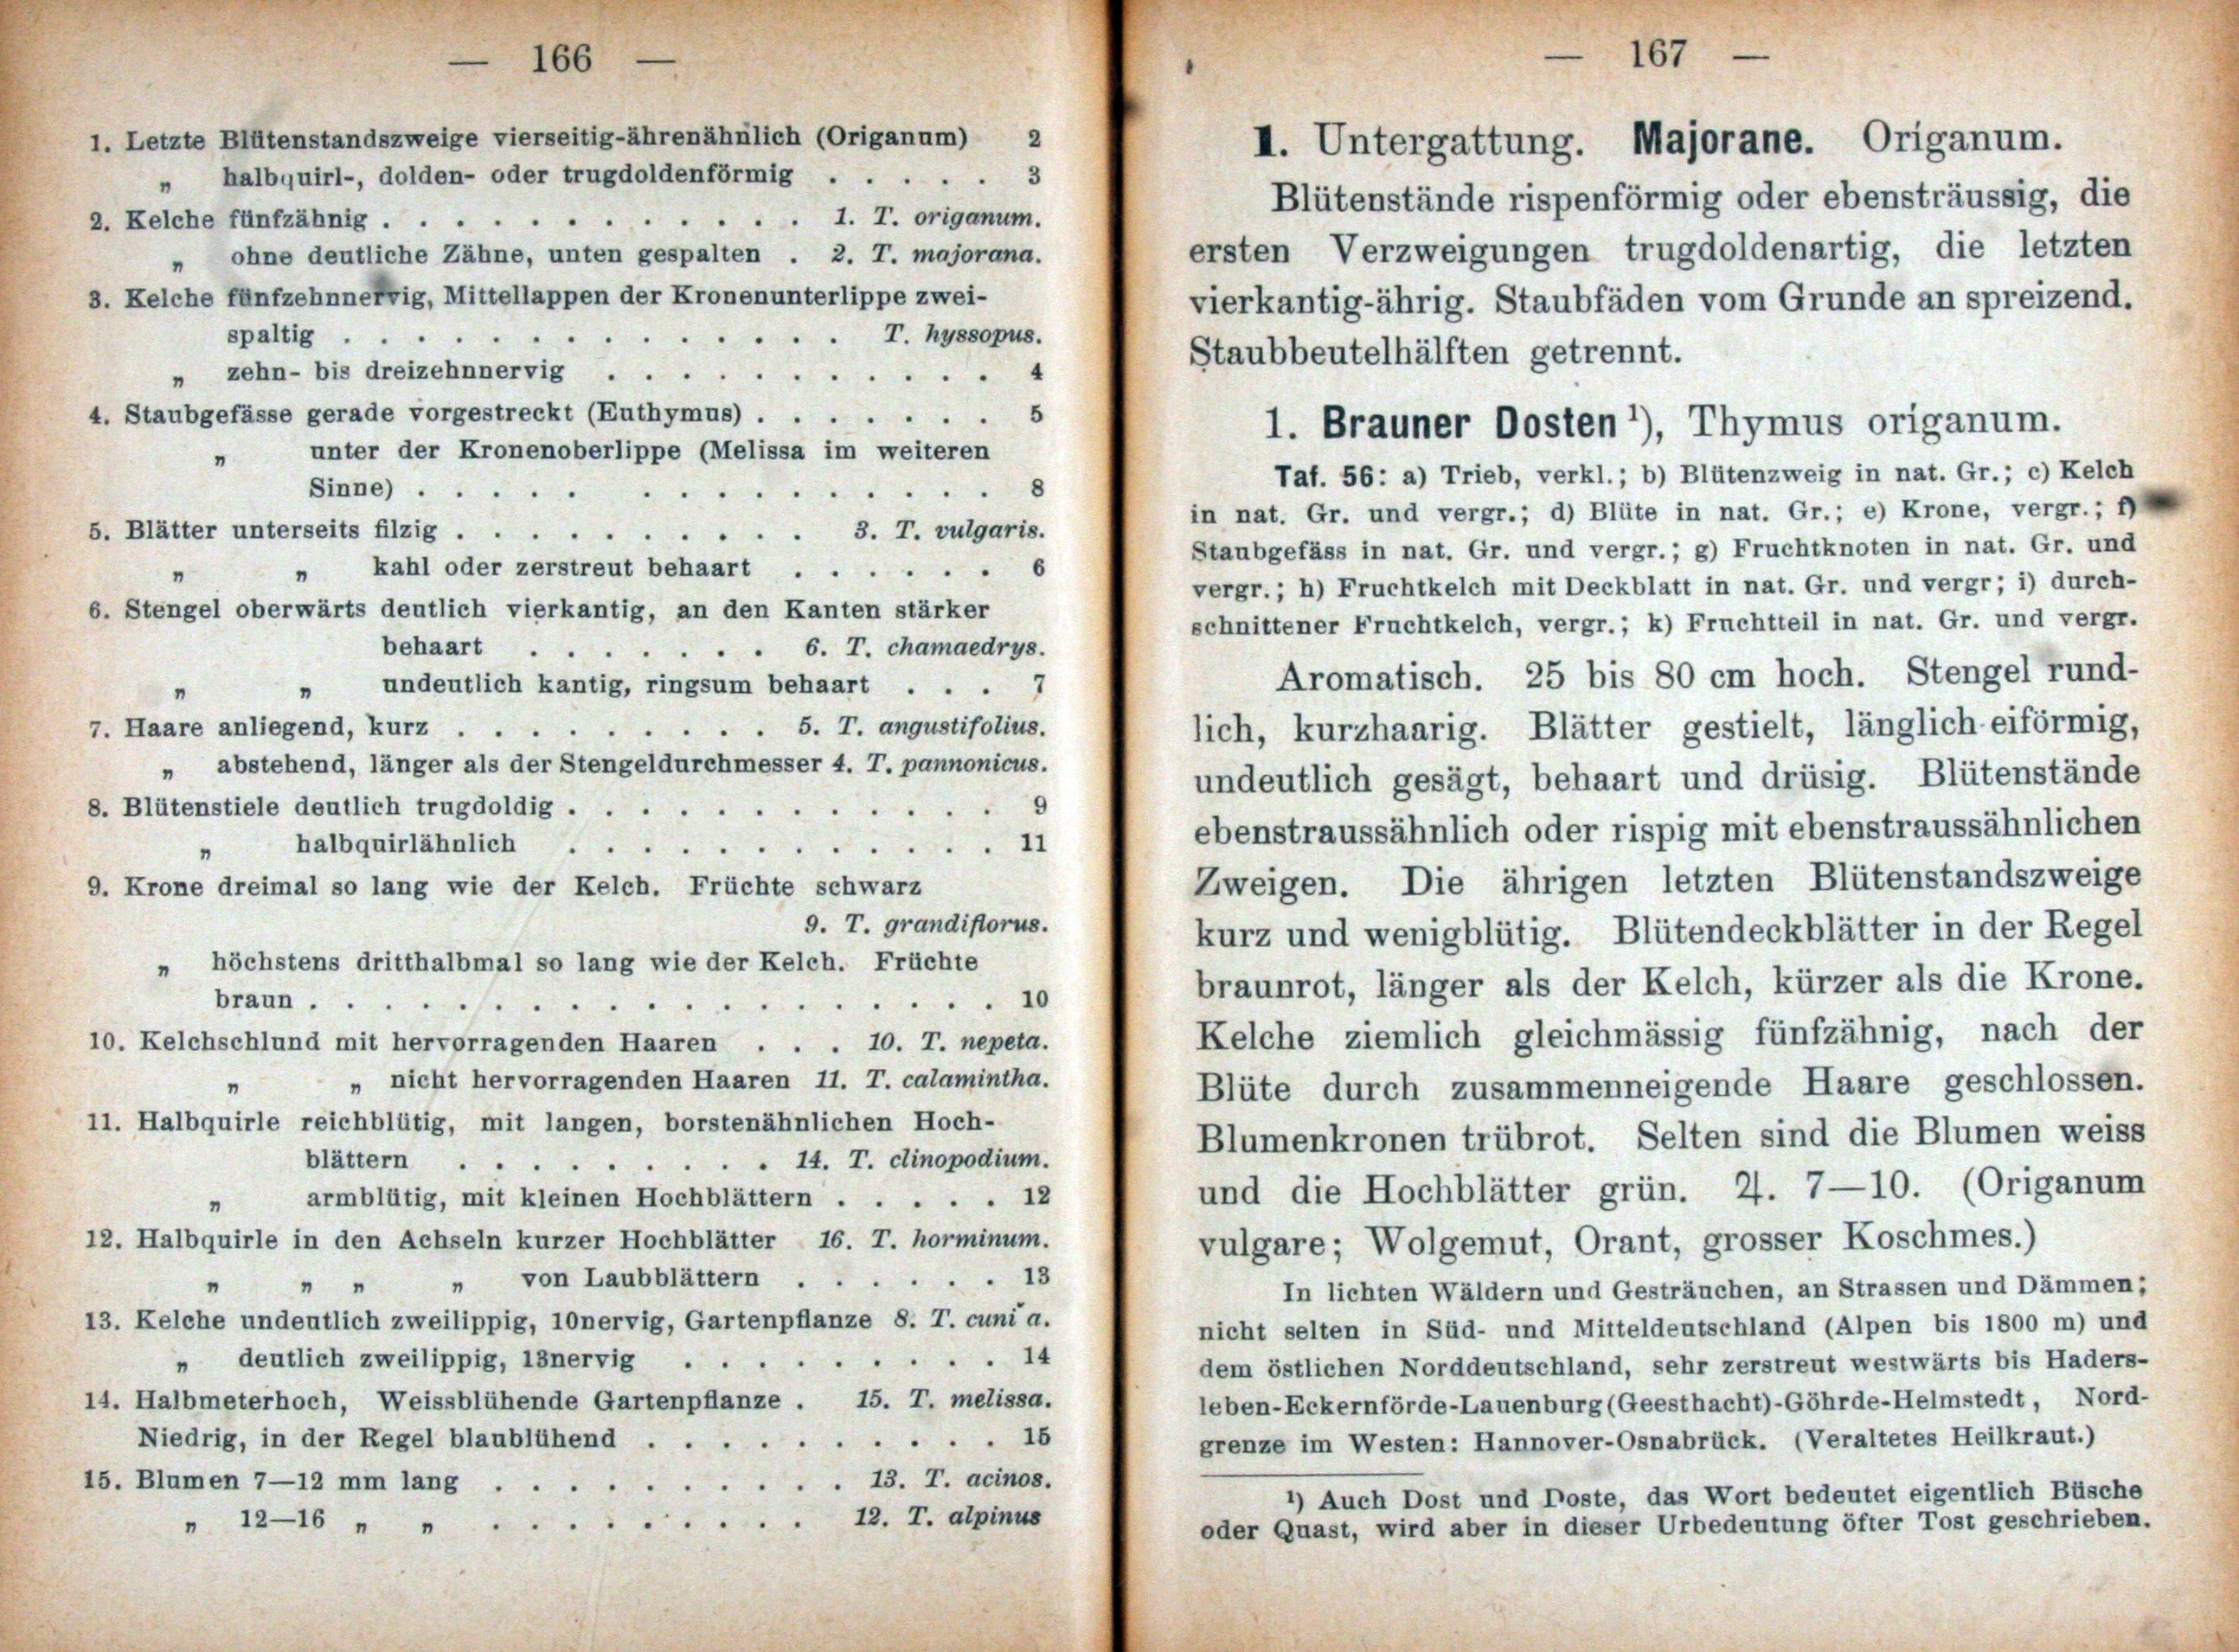 — 166 —
1. Letzte Blütenstandszweige vierseitig-ährenähnlich (Origanum) 2
„ halbquirl-, dolden- oder trugdoldenförmig . . . . . 3
2. Kelche fünfzähnig . . . . . . . . . . . . 1. T. origanum.
„ ohne deutliche Zähne, unten gespalten . 2. T. majorana.
3. Kelche fünfzehnnervig, Mittellappen der Kronenunterlippe zwei-
spaltig . . . . . . . . . . . . . . T. hyssopus.
„ zehn- bis dreizehnnervig . . . . . . . . . . . 4
4. Staubgefässe gerade vorgestreckt (Euthymus) . . . . . . . 5
„ unter der Kronenoberlippe (Melissa im weiteren
Sinne) . . . . . . . . . . . . . . . 8
5. Blätter unterseits filzig . . . . . . . . . . 3. T. vulgaris.
„ „ kahl oder zerstreut behaart . . . . . . 6
6. Stengel oberwärts deutlich vierkantig, an den Kanten stärker
behaart . . . . . . . 6. T. chamaedrys.
„ „ undeutlich kantig, ringsum behaart . . . 7
7. Haare anliegend, kurz . . . . . . . . . 5. T. angustifolius.
„ abstehend, länger als der Stengeldurchmesser 4. T. pannonicus.
8. Blütenstiele deutlich trugdoldig . . . . . . . . . . . . 9
„ halbquirlähnlich . . . . . . . . . . . . 11
9. Krone dreimal so lang wie der Kelch. Früchte schwarz
9. T. grandiflorus.
„ höchstens dritthalbmal so lang wie der Kelch. Früchte
braun . . . . . . . . . . . . . . . . . . . 10
10. Kelchschlund mit hervorragenden Haaren . . . 10. T. nepeta.
„ „ nicht hervorragenden Haaren 11. T. calamintha.
11. Halbquirle reichblütig, mit langen, borstenähnlichen Hoch-
blättern . . . . . . . . . 14. T. clinopodium.
„ armblütig, mit kleinen Hochblättern . . . . . 12
12. Halbquirle in den Achseln kurzer Hochblätter 16. T. horminum.
„ „ „ „ von Laubblättern . . . . . . 13
13. Kelche undeutlich zweilippig, 10nervig, Gartenpflanze 8. T. cuni a.
„ deutlich zweilippig, 13nervig . . . . . . . . . 14
14. Halbmeterhoch, Weissblühende Gartenpflanze . 15. T. melissa.
Niedrig, in der Regel blaublühend . . . . . . . . . . 15
15. Blumen 7—12 mm lang . . . . . . . . . . 13. T. acinos.
„ 12—16 „ „ . . . . . . . . . 12. T. alpinus
— 167 —
II. Untergattung. Majorane. Origanum.
Blütenstände rispenförmig oder ebensträussig, die
ersten Verzweigungen trugdoldenartig, die letzten
vierkantig-ährig. Staubfäden vom Grunde an spreizend.
Staubbeutelhälften getrennt.
1. Brauner Dosten ¹), Thymus origanum.
Taf. 56: a) Trieb, verkl.; b) Blütenzweig in nat. Gr.; c) Kelch
in nat. Gr. und vergr.; d) Blüte in nat. Gr.; e) Krone, vergr.; f)
Staubgefäss in nat. Gr. und vergr.; g) Fruchtknoten in nat. Gr. und
vergr.; h) Fruchtkelch mit Deckblatt in nat. Gr. und vergr; i) durch-
schnittener Fruchtkelch, vergr.; k) Fruchtteil in nat. Gr. und vergr.
Aromatisch. 25 bis 80 cm hoch. Stengel rund-
lich, kurzhaarig. Blätter gestielt, länglich-eiförmig,
undeutlich gesägt, behaart und drüsig. Blütenstände
ebenstraussähnlich oder rispig mit ebenstraussähnlichen
Zweigen. Die ährigen letzten Blütenstandszweige
kurz und wenigblütig. Blütendeckblätter in der Regel
braunrot, länger als der Kelch, kürzer als die Krone.
Kelche ziemlich gleichmässig fünfzähnig, nach der
Blüte durch zusammenneigende Haare geschlossen.
Blumenkronen trübrot. Selten sind die Blumen weiss
und die Hochblätter grün. ♃. 7—10. (Origanum
vulgare; Wolgemut, Orant, grosser Koschmes.)
In lichten Wäldern und Gesträuchen, an Strassen und Dämmen;
nicht selten in Süd- und Mitteldeutschland (Alpen bis 1800 m) und
dem östlichen Norddeutschland, sehr zerstreut westwärts bis Haders-
leben-Eckernförde-Lauenburg (Geesthacht)-Göhrde-Helmstedt, Nord-
grenze im Westen: Hannover-Osnabrück. (Veraltetes Heilkraut.)
¹) Auch Dost und Doste, das Wort bedeutet eigentlich Büsche
oder Quast, wird aber in dieser Urbedeutung öfter Tost geschrieben.